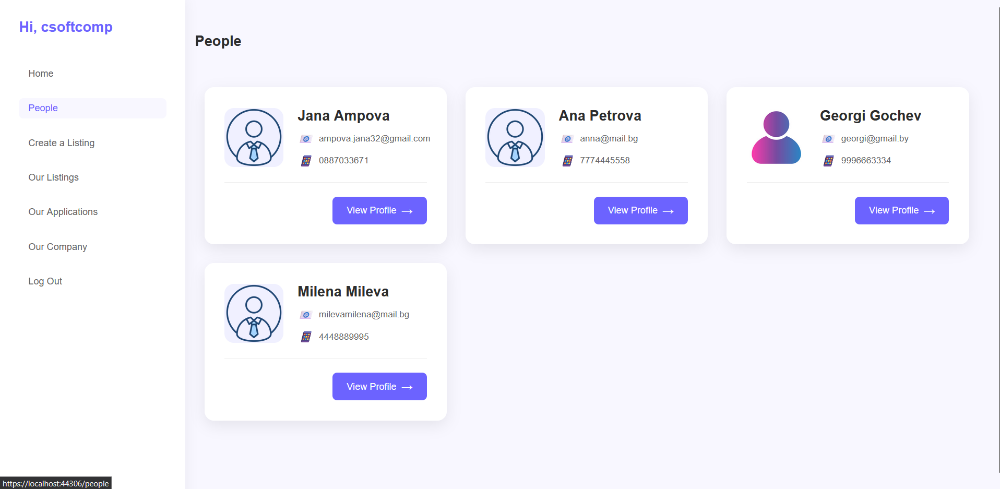 Hi, csoftcomp
Home
People
Create a Listing
Our Listings
Our Applications
Our Company
Log Out
People
Jana Ampova
ampova.jana32@gmail.com
0887033671
View Profile →
Ana Petrova
anna@mail.bg
7774445558
View Profile →
Georgi Gochev
georgi@gmail.by
9996663334
View Profile →
Milena Mileva
milevamilena@mail.bg
4448889995
View Profile →
https://localhost:44306/people